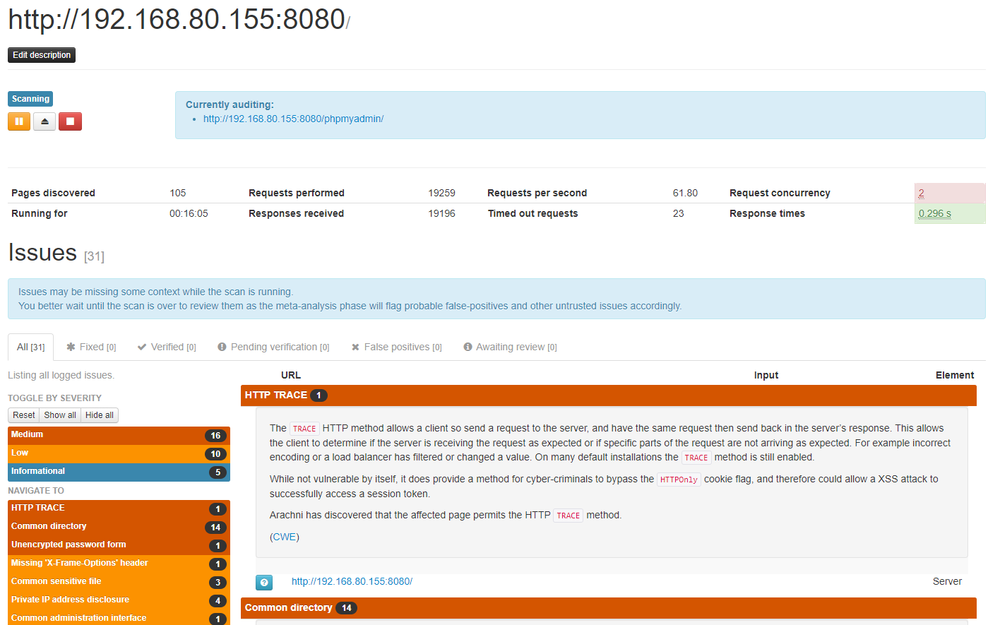 http://192.168.80.155:8080/
Edit description
Scanning
Currently auditing:
http://192.168.80.155:8080/phpmyadmin/
Pages discovered 105 Requests performed 19259 Requests per second 61.80 Request concurrency 2
Running for 00:16:05 Responses received 19196 Timed out requests 23 Response times 0.296 s
Issues [31]
Issues may be missing some context while the scan is running.
You better wait until the scan is over to review them as the meta-analysis phase will flag probable false-positives and other untrusted issues accordingly.
All [31] Fixed [0] Verified [0] Pending verification [0] False positives [0] Awaiting review [0]
Listing all logged issues.
TOGGLE BY SEVERITY
Reset Show all Hide all
Medium 16
Low 10
Informational 5
NAVIGATE TO
HTTP TRACE 1
Common directory 14
Unencrypted password form 1
Missing 'X-Frame-Options' header 1
Common sensitive file 3
Private IP address disclosure 4
Common administration interface 1
URL Input Element
HTTP TRACE 1
The TRACE HTTP method allows a client so send a request to the server, and have the same request then send back in the server's response. This allows
the client to determine if the server is receiving the request as expected or if specific parts of the request are not arriving as expected. For example incorrect
encoding or a load balancer has filtered or changed a value. On many default installations the TRACE method is still enabled.
While not vulnerable by itself, it does provide a method for cyber-criminals to bypass the HTTPOnly cookie flag, and therefore could allow a XSS attack to
successfully access a session token.
Arachni has discovered that the affected page permits the HTTP TRACE method.
(CWE)
http://192.168.80.155:8080/ Server
Common directory 14